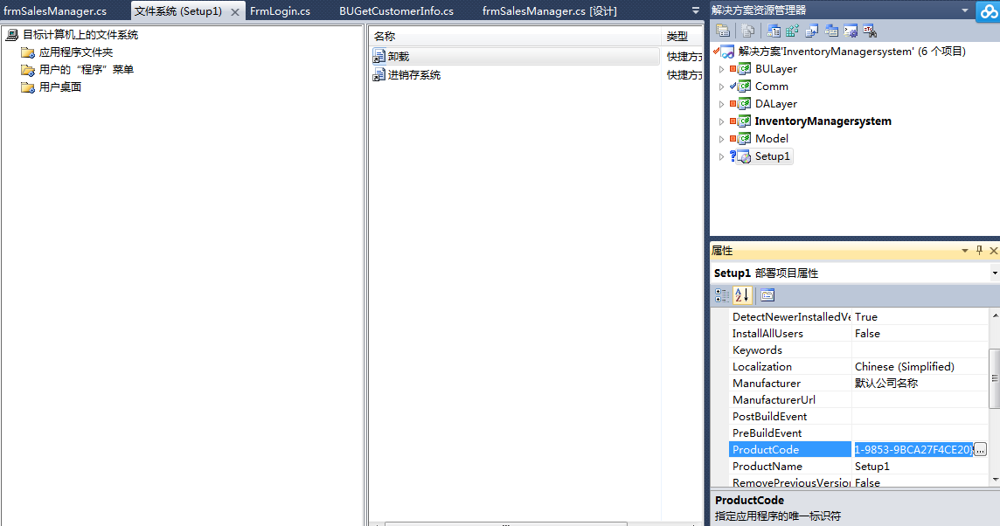 frmSalesManager.cs
文件系统 (Setup1)
FrmLogin.cs
BUGetCustomerInfo.cs
frmSalesManager.cs [设计]
目标计算机上的文件系统
应用程序文件夹
用户的“程序”菜单
用户桌面
名称
类型
卸载
快捷方
进销存系统
快捷方
解决方案资源管理器
解决方案'InventoryManagersystem' (6 个项目)
BULayer
Comm
DALayer
InventoryManagersystem
Model
Setup1
属性
Setup1 部署项目属性
DetectNewerInstalledVe True
InstallAllUsers False
Keywords
Localization Chinese (Simplified)
Manufacturer 默认公司名称
ManufacturerUrl
PostBuildEvent
PreBuildEvent
ProductCode 1-9853-9BCA27F4CE20}
ProductName Setup1
RemovePreviousVersion False
ProductCode
指定应用程序的唯一标识符